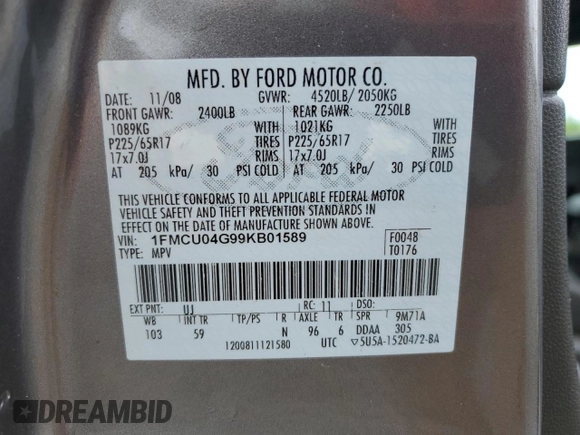 MFD. BY FORD MOTOR CO.
DATE: 11/08 GVWR: 4520LB/ 2050KG
FRONT GAWR: 2400LB REAR GAWR: 2250LB
1089KG WITH 1021KG WITH
P225/65R17 TIRES P225/65R17 TIRES
17x7.0J RIMS 17x7.0J RIMS
AT 205 kPa/ 30 PSI COLD AT 205 kPa/ 30 PSI COLD
THIS VEHICLE CONFORMS TO ALL APPLICABLE FEDERAL MOTOR
VEHICLE SAFETY AND THEFT PREVENTION STANDARDS IN
EFFECT ON THE DATE OF MANUFACTURE SHOWN ABOVE.
VIN: 1FMCU04G99KB01589 F0048
TYPE: MPV T0176
EXT PNT: UJ RC: 11 DSO:
WB INT TR TP/PS R AXLE TR SPR 9M71A
103 59 N 96 6 DDAA 305
1200811121580 UTC ▽5U5A-1520472-BA
DREAMBID